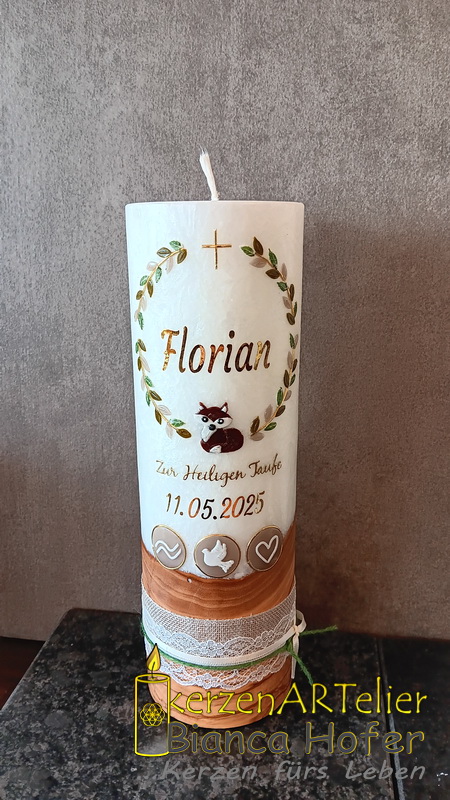 Florian
Zur Heiligen Taufe
11.05.2025
kerzenARTelier
Bianca Hofer
Kerzen fürs Leben